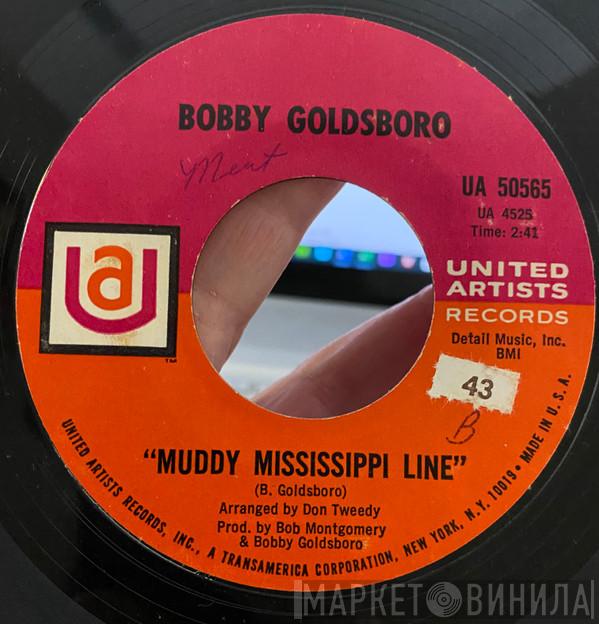 BOBBY GOLDSBORO
UA 50565
UA 4525
Time: 2:41
ua
TM
UNITED
ARTISTS
RECORDS
Detail Music, Inc.
BMI
43
B
"MUDDY MISSISSIPPI LINE"
(B. Goldsboro)
Arranged by Don Tweedy
Prod. by Bob Montgomery
& Bobby Goldsboro
UNITED ARTISTS RECORDS, INC., A TRANSAMERICA CORPORATION, NEW YORK, N.Y. 10019 • MADE IN U.S.A.
МАРКЕТ ВИНИЛА